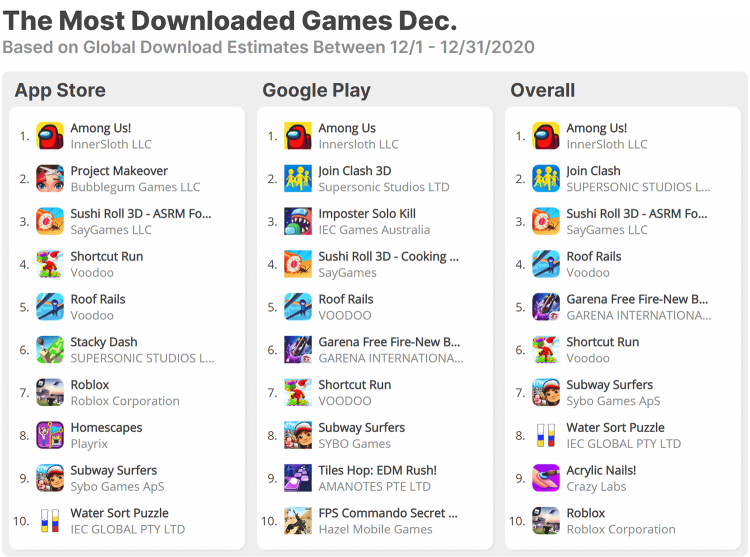 The Most Downloaded Games Dec.
Based on Global Download Estimates Between 12/1 - 12/31/2020
App Store
1. Among Us!
InnerSloth LLC
2. Project Makeover
Bubblegum Games LLC
3. Sushi Roll 3D - ASRM Fo...
SayGames LLC
4. Shortcut Run
Voodoo
5. Roof Rails
Voodoo
6. Stacky Dash
SUPERSONIC STUDIOS L...
7. Roblox
Roblox Corporation
8. Homescapes
Playrix
9. Subway Surfers
Sybo Games ApS
10. Water Sort Puzzle
IEC GLOBAL PTY LTD
Google Play
1. Among Us
InnerSloth LLC
2. Join Clash 3D
Supersonic Studios LTD
3. Imposter Solo Kill
IEC Games Australia
4. Sushi Roll 3D - Cooking ...
SayGames
5. Roof Rails
VOODOO
6. Garena Free Fire-New B...
GARENA INTERNATIONA...
7. Shortcut Run
VOODOO
8. Subway Surfers
SYBO Games
9. Tiles Hop: EDM Rush!
AMANOTES PTE LTD
10. FPS Commando Secret ...
Hazel Mobile Games
Overall
1. Among Us!
InnerSloth LLC
2. Join Clash
SUPERSONIC STUDIOS L...
3. Sushi Roll 3D - ASRM Fo...
SayGames LLC
4. Roof Rails
Voodoo
5. Garena Free Fire-New B...
GARENA INTERNATIONA...
6. Shortcut Run
Voodoo
7. Subway Surfers
Sybo Games ApS
8. Water Sort Puzzle
IEC GLOBAL PTY LTD
9. Acrylic Nails!
Crazy Labs
10. Roblox
Roblox Corporation